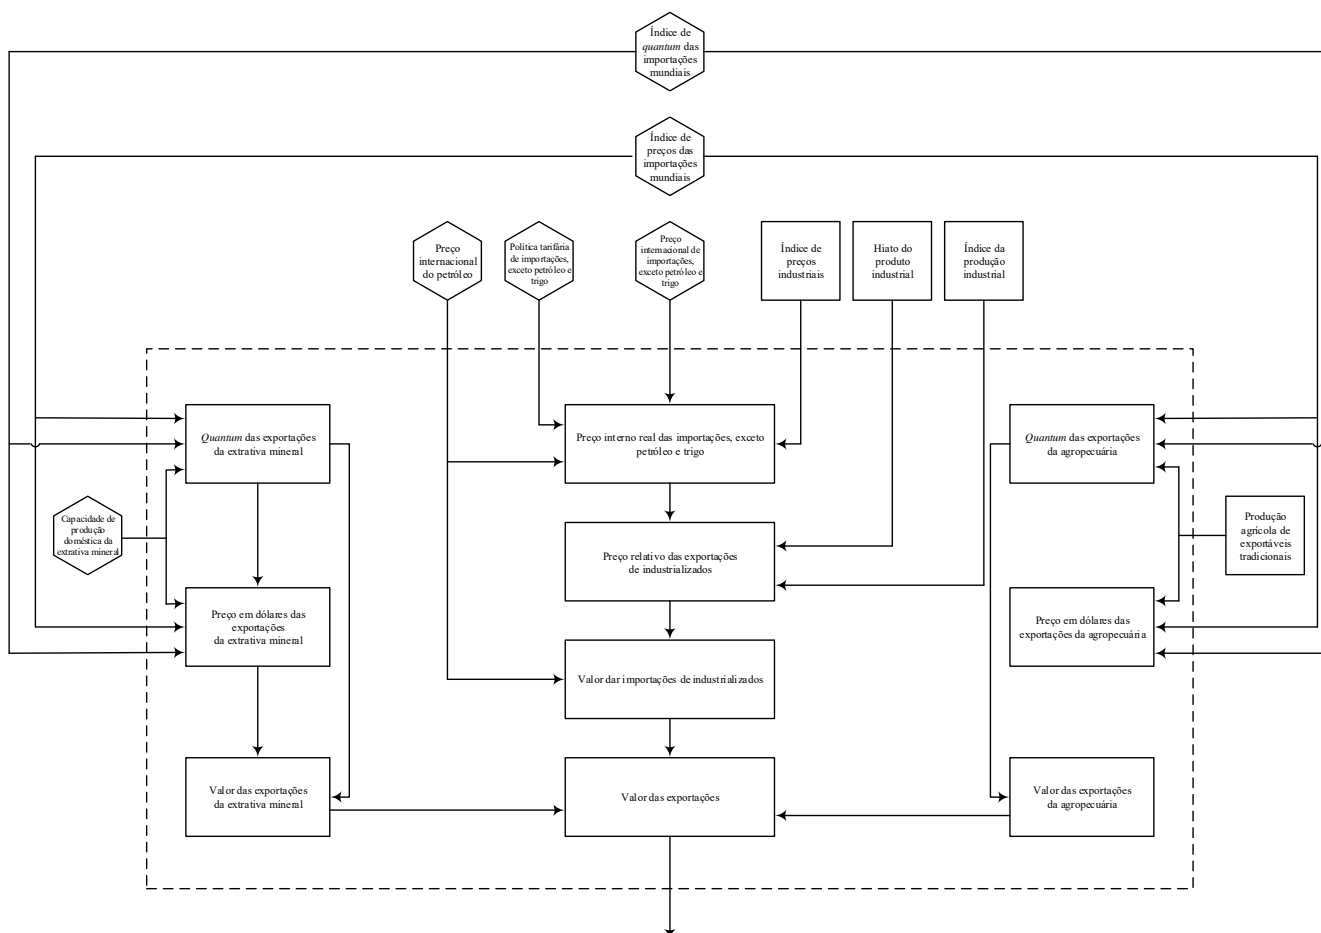 Índice de
quantum das
importações
mundiais
Índice de
preços das
importações
mundiais
Preço
internacional
do petróleo
Política tarifária
de importações,
exceto petróleo e
trigo
Preço
internacional de
importações,
exceto petróleo e
trigo
Índice de
preços
industriais
Hiato do
produto
industrial
Índice da
produção
industrial
Quantum das exportações
da extrativa mineral
Preço interno real das importações, exceto
petróleo e trigo
Quantum das exportações
da agropecuária
Capacidade de
produção
doméstica da
extrativa mineral
Preço relativo das exportações
de industrializados
Produção
agrícola de
exportáveis
tradicionais
Preço em dólares das
exportações
da extrativa mineral
Preço em dólares das
exportações da agropecuária
Valor dar importações de industrializados
Valor das exportações
da extrativa mineral
Valor das exportações
Valor das exportações
da agropecuária